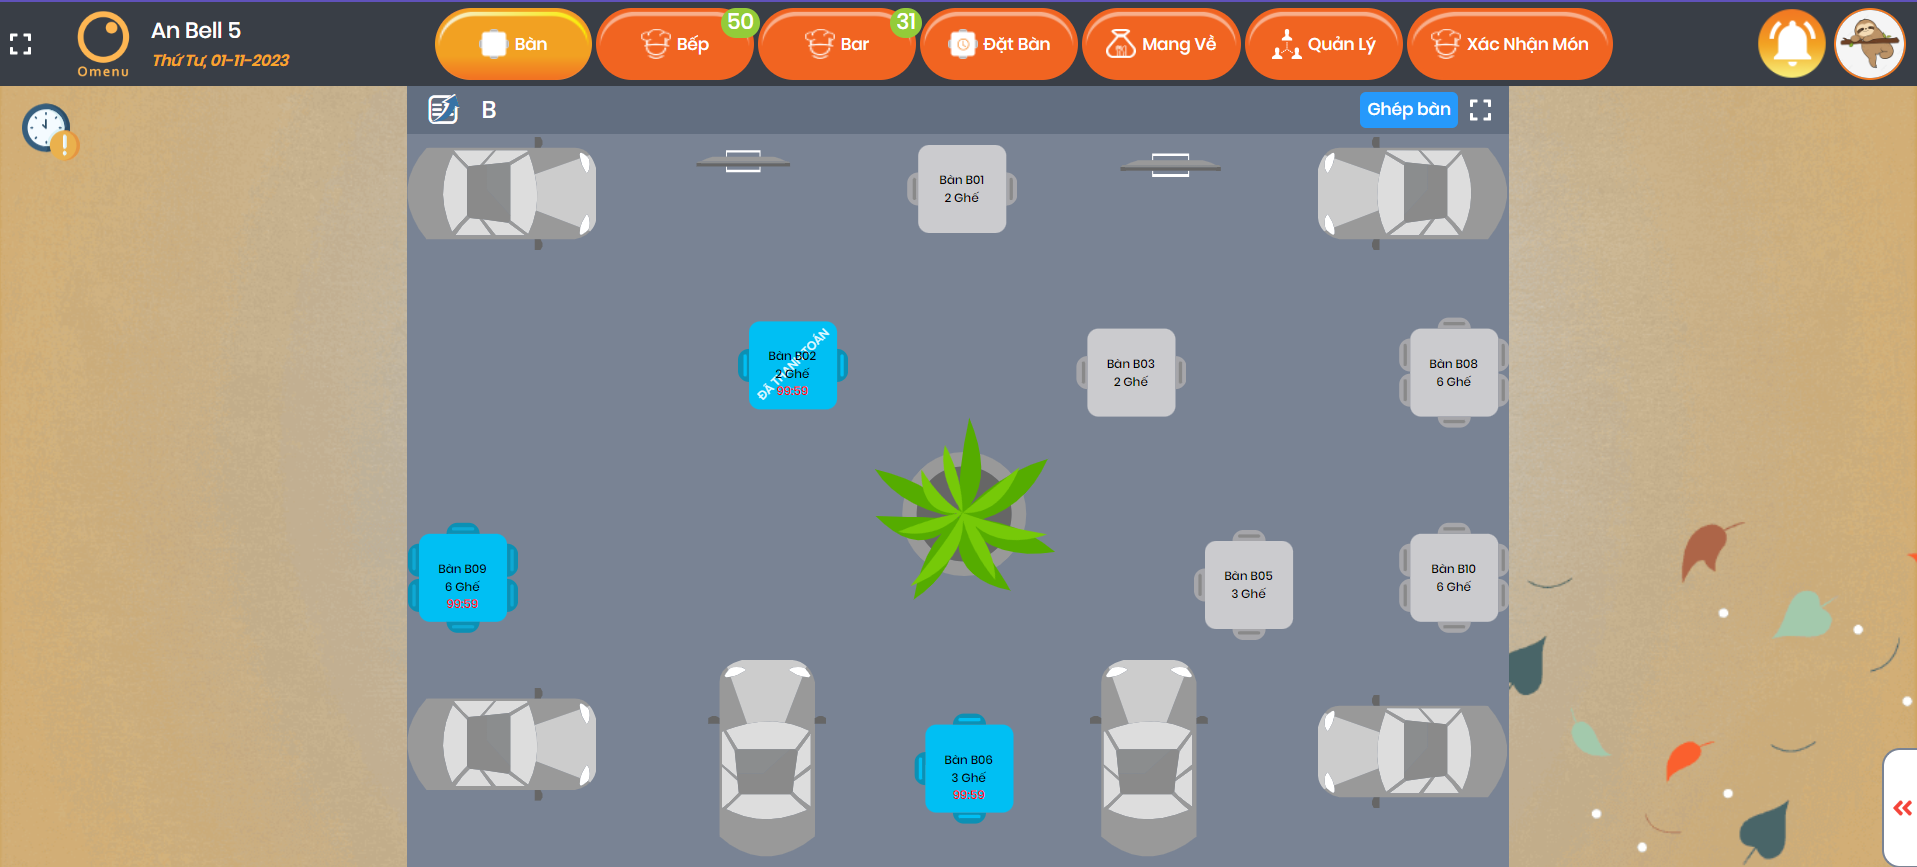 Omenu
An Bell 5
Thứ Tư, 01-11-2023
Bàn
Bếp
50
Bar
31
Đặt Bàn
Mang Về
Quản Lý
Xác Nhận Món
B
Ghép bàn
Bàn B01
2 Ghế
ĐÃ THANH TOÁN
Bàn B02
2 Ghế
99:59
Bàn B03
2 Ghế
Bàn B08
6 Ghế
Bàn B09
6 Ghế
99:59
Bàn B05
3 Ghế
Bàn B10
6 Ghế
Bàn B06
3 Ghế
99:59